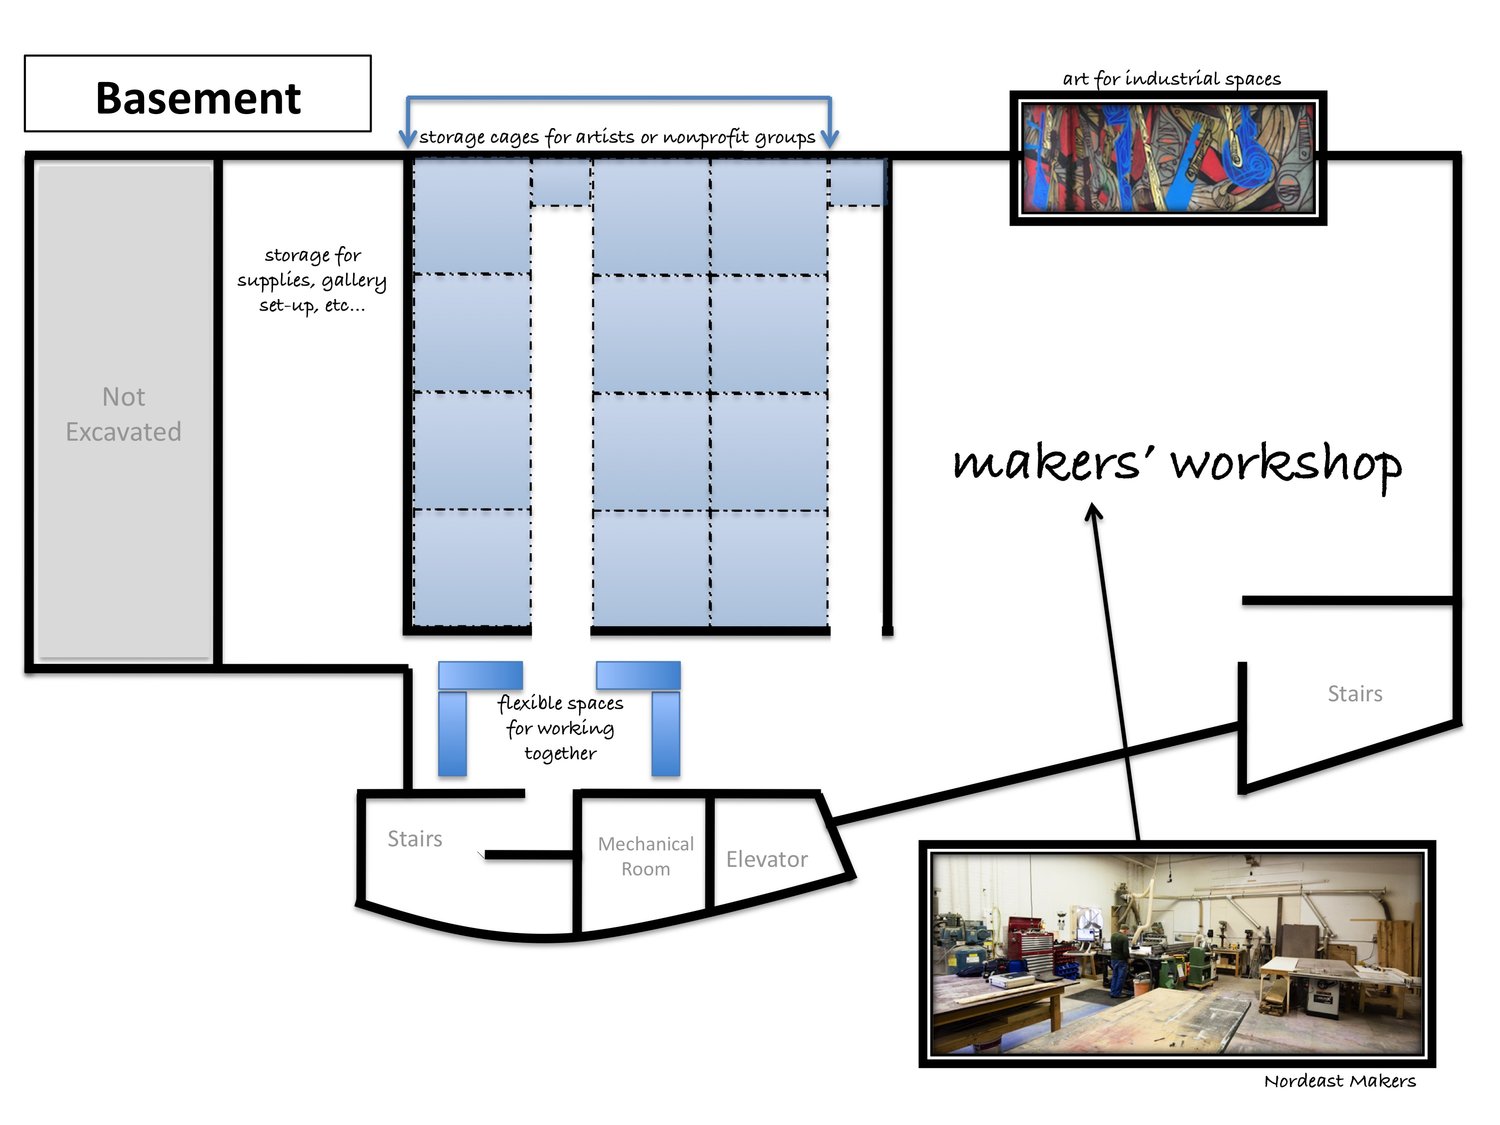 Basement
art for industrial spaces
storage cages for artists or nonprofit groups
storage for
supplies, gallery
set-up, etc...
Not
Excavated
makers' workshop
Stairs
flexible spaces
for working
together
Stairs
Mechanical
Room
Elevator
Nordeast Makers